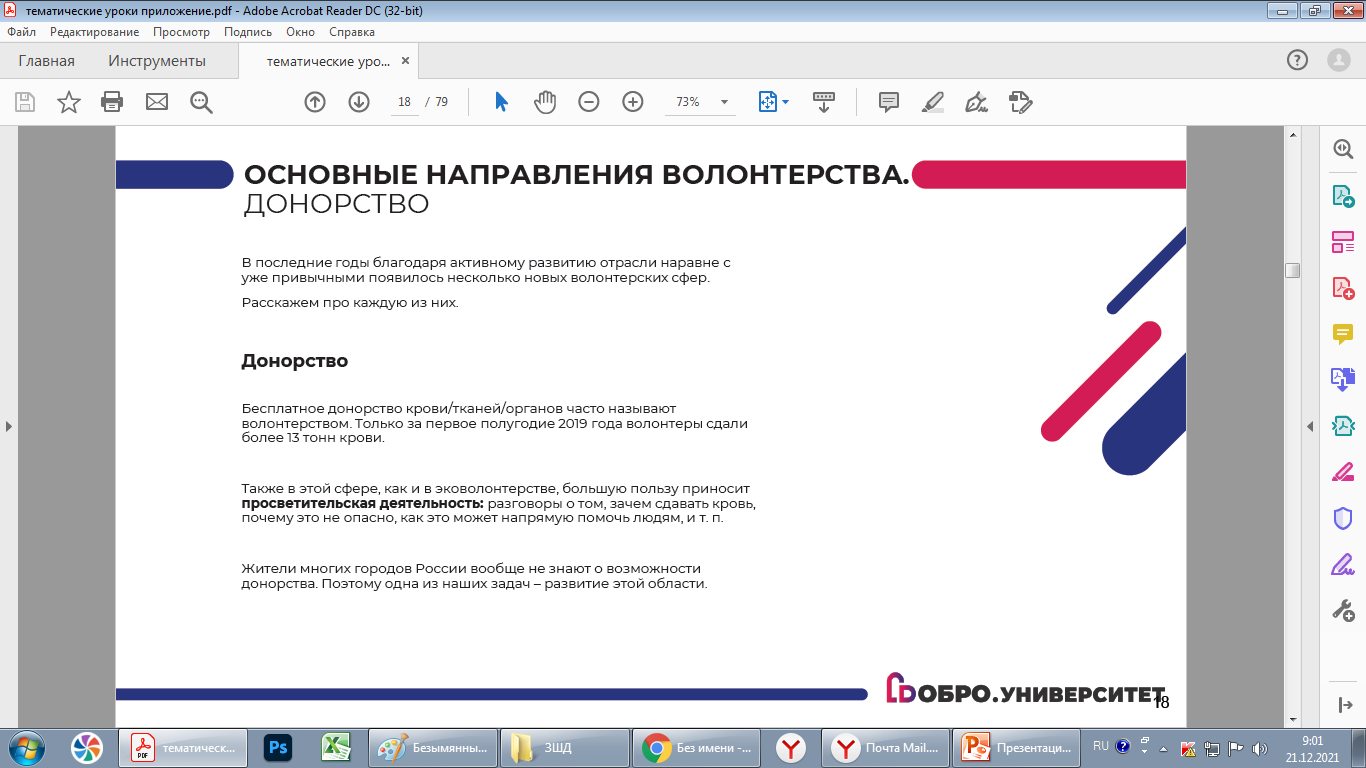 тематические уроки приложение.pdf - Adobe Acrobat Reader DC (32-bit)
Файл Редактирование Просмотр Подпись Окно Справка
Главная Инструменты тематические уро... ×
18 / 79 73%
ОСНОВНЫЕ НАПРАВЛЕНИЯ ВОЛОНТЕРСТВА.
ДОНОРСТВО
В последние годы благодаря активному развитию отрасли наравне с
уже привычными появилось несколько новых волонтерских сфер.
Расскажем про каждую из них.
Донорство
Бесплатное донорство крови/тканей/органов часто называют
волонтерством. Только за первое полугодие 2019 года волонтеры сдали
более 13 тонн крови.
Также в этой сфере, как и в эковолонтерстве, большую пользу приносит
просветительская деятельность: разговоры о том, зачем сдавать кровь,
почему это не опасно, как это может напрямую помочь людям, и т. п.
Жители многих городов России вообще не знают о возможности
донорства. Поэтому одна из наших задач – развитие этой области.
ДОБРО.УНИВЕРСИТЕТ
18
PDF тематическ... Ps Безымянны... ЗШД Без имени -... Почта Mail.... Презентаци... RU 9:01
21.12.2021